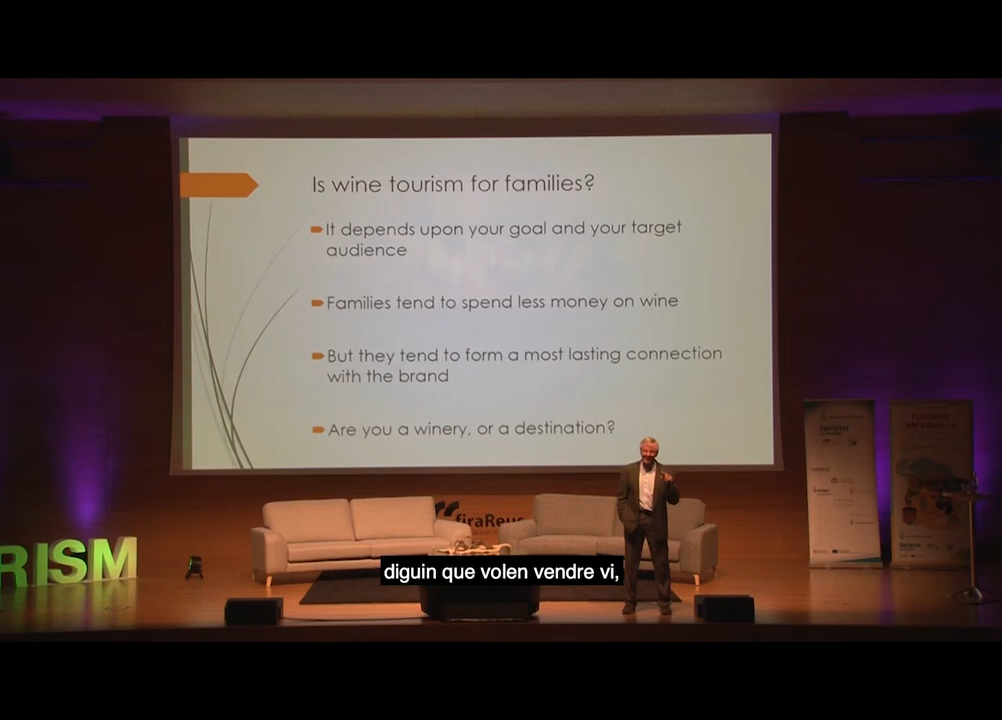 Is wine tourism for families?
It depends upon your goal and your target
audience
Families tend to spend less money on wine
But they tend to form a most lasting connection
with the brand
Are you a winery, or a destination?
firaReus
RISM
diguin que volen vendre vi,